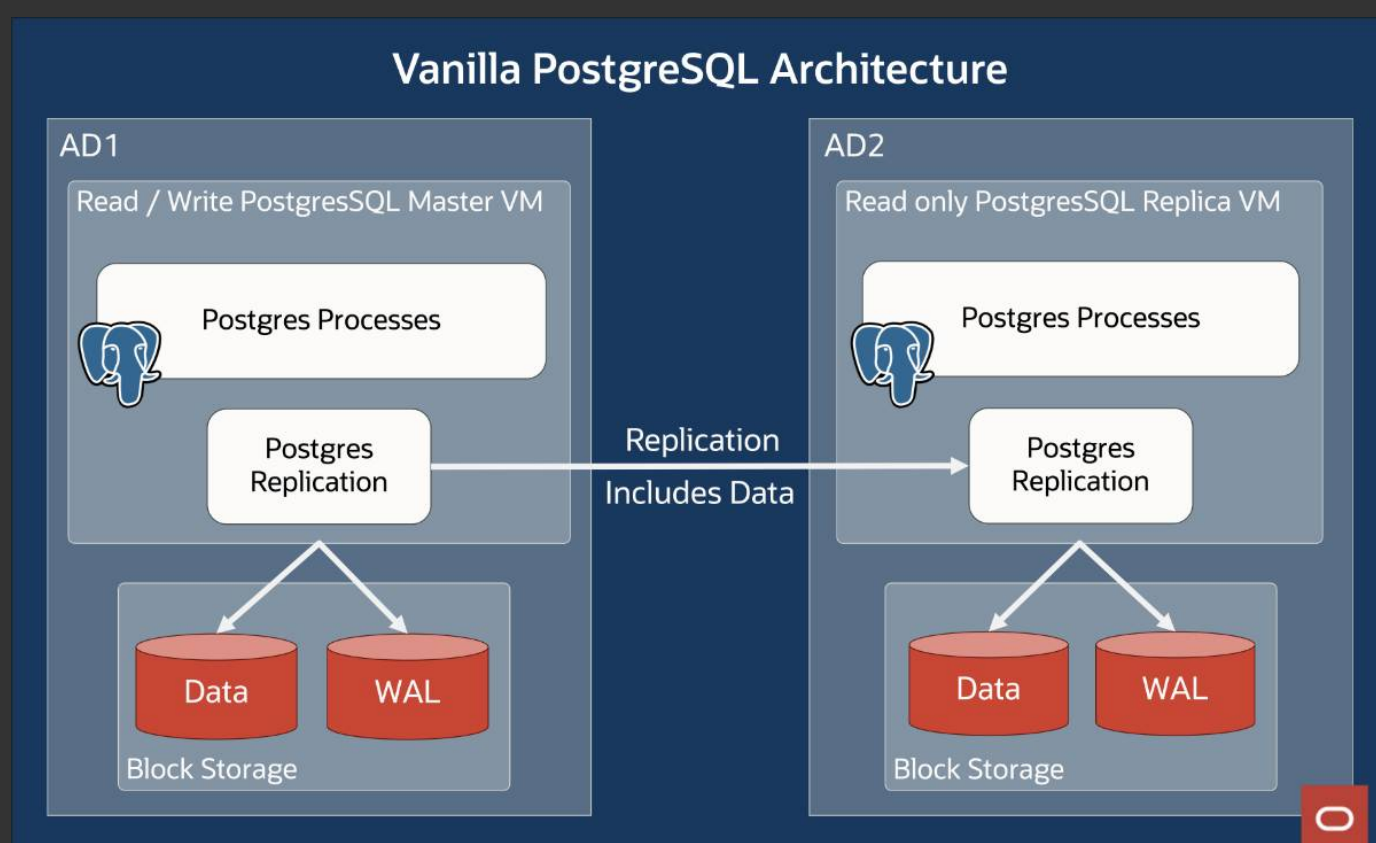 Vanilla PostgreSQL Architecture
AD1
Read / Write PostgresSQL Master VM
Postgres Processes
Postgres
Replication
Data
WAL
Block Storage
Replication
Includes Data
AD2
Read only PostgresSQL Replica VM
Postgres Processes
Postgres
Replication
Data
WAL
Block Storage